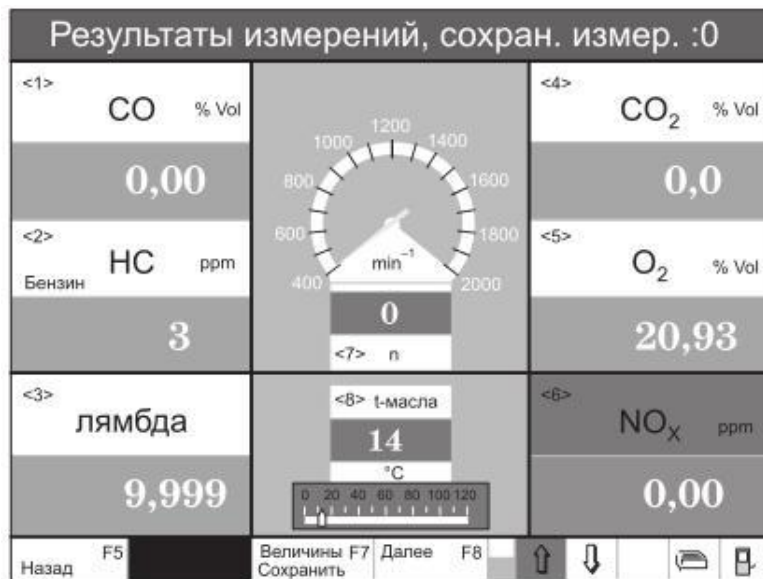 Результаты измерений, сохран. измер. :0
<1>
CO % Vol
0,00
<2>
HC ppm
Бензин
3
<3>
лямбда
9,999
400 600 800 1000 1200 1400 1600 1800 2000
min⁻¹
0
<7> n
<8> t-масла
14
°C
0 20 40 60 80 100 120
<4>
CO₂ % Vol
0,0
<5>
O₂ % Vol
20,93
<6>
NOX ppm
0,00
Назад F5
Величины F7
Сохранить
Далее F8